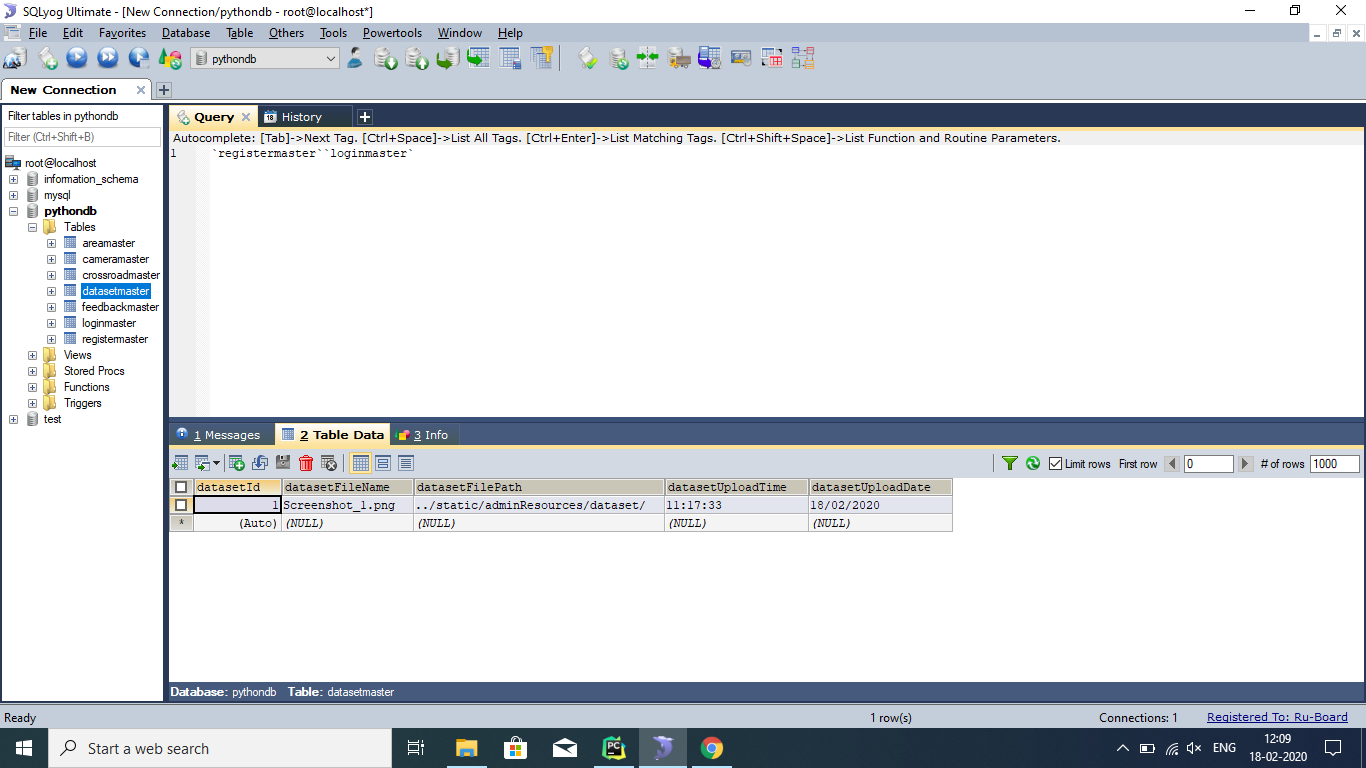 SQLyog Ultimate - [New Connection/pythondb - root@localhost*]
File Edit Favorites Database Table Others Tools Powertools Window Help
pythondb
New Connection
Filter tables in pythondb
Filter (Ctrl+Shift+B)
root@localhost
information_schema
mysql
pythondb
Tables
areamaster
cameramaster
crossroadmaster
datasetmaster
feedbackmaster
loginmaster
registermaster
Views
Stored Procs
Functions
Triggers
test
Query 18 History
Autocomplete: [Tab]->Next Tag. [Ctrl+Space]->List All Tags. [Ctrl+Enter]->List Matching Tags. [Ctrl+Shift+Space]->List Function and Routine Parameters.
1 `registermaster``loginmaster`
1 Messages 2 Table Data 3 Info
Limit rows First row 0 # of rows 1000
datasetId datasetFileName datasetFilePath datasetUploadTime datasetUploadDate
1 Screenshot_1.png ../static/adminResources/dataset/ 11:17:33 18/02/2020
* (Auto) (NULL) (NULL) (NULL) (NULL)
Database: pythondb Table: datasetmaster
Ready 1 row(s) Connections: 1 Registered To: Ru-Board
Start a web search PC ENG 12:09
18-02-2020